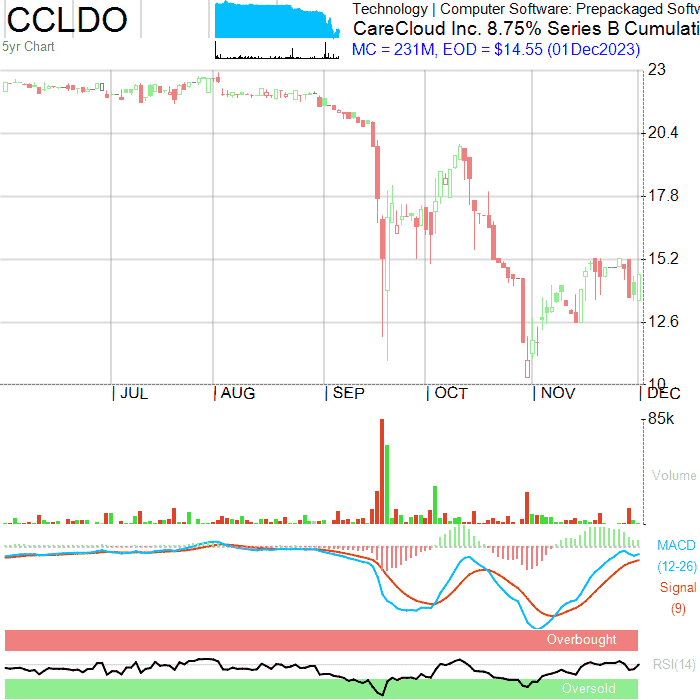 CCLDO
5yr Chart
Technology | Computer Software: Prepackaged Softw
CareCloud Inc. 8.75% Series B Cumulati
MC = 231M, EOD = $14.55 (01Dec2023)
23
20.4
17.8
15.2
12.6
10
JUL AUG SEP OCT NOV DEC
85k
Volume
MACD
(12-26)
Signal
(9)
Overbought
RSI(14)
Oversold